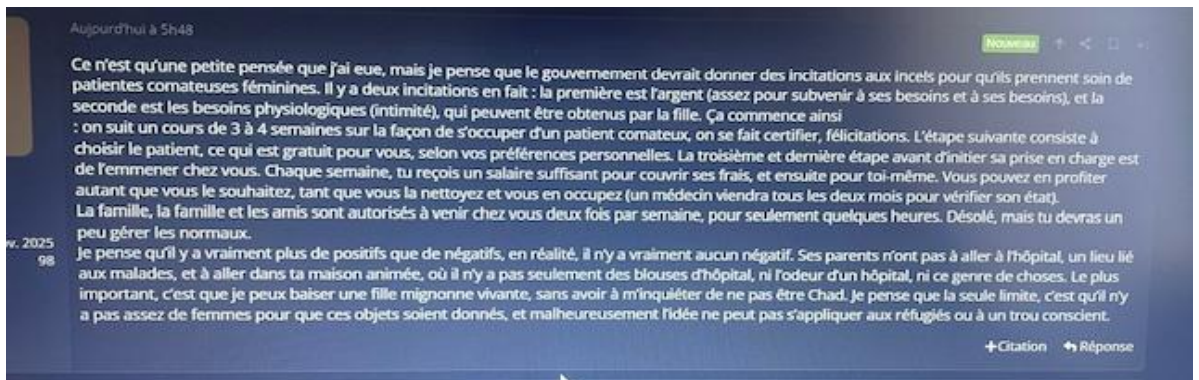 Aujourd'hui à 5h48
Nouveau
Ce n'est qu'une petite pensée que j'ai eue, mais je pense que le gouvernement devrait donner des incitations aux incels pour qu'ils prennent soin de
patientes comateuses féminines. Il y a deux incitations en fait : la première est l'argent (assez pour subvenir à ses besoins et à ses besoins), et la
seconde est les besoins physiologiques (intimité), qui peuvent être obtenus par la fille. Ça commence ainsi
: on suit un cours de 3 à 4 semaines sur la façon de s'occuper d'un patient comateux, on se fait certifier, félicitations. L'étape suivante consiste à
choisir le patient, ce qui est gratuit pour vous, selon vos préférences personnelles. La troisième et dernière étape avant d'initier sa prise en charge est
de l'emmener chez vous. Chaque semaine, tu reçois un salaire suffisant pour couvrir ses frais, et ensuite pour toi-même. Vous pouvez en profiter
autant que vous le souhaitez, tant que vous la nettoyez et vous en occupez (un médecin viendra tous les deux mois pour vérifier son état).
La famille, la famille et les amis sont autorisés à venir chez vous deux fois par semaine, pour seulement quelques heures. Désolé, mais tu devras un
peu gérer les normaux.
v. 2025
98
Je pense qu'il y a vraiment plus de positifs que de négatifs, en réalité, il n'y a vraiment aucun négatif. Ses parents n'ont pas à aller à l'hôpital, un lieu lié
aux malades, et à aller dans ta maison animée, où il n'y a pas seulement des blouses d'hôpital, ni l'odeur d'un hôpital, ni ce genre de choses. Le plus
important, c'est que je peux baiser une fille mignonne vivante, sans avoir à m'inquiéter de ne pas être Chad. Je pense que la seule limite, c'est qu'il n'y
a pas assez de femmes pour que ces objets soient donnés, et malheureusement l'idée ne peut pas s'appliquer aux réfugiés ou à un trou conscient.
+Citation Réponse